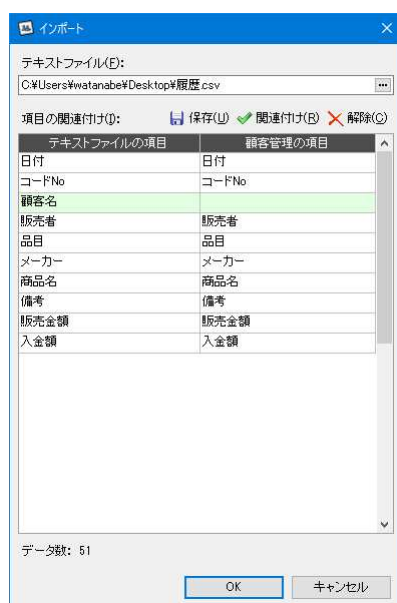 インポート
テキストファイル(F):
C:¥Users¥watanabe¥Desktop¥履歴.csv
項目の関連付け(I): 保存(U) 関連付け(R) 解除(C)
テキストファイルの項目 顧客管理の項目
日付 日付
コードNo コードNo
顧客名
販売者 販売者
品目 品目
メーカー メーカー
商品名 商品名
備考 備考
販売金額 販売金額
入金額 入金額
データ数: 51
OK キャンセル